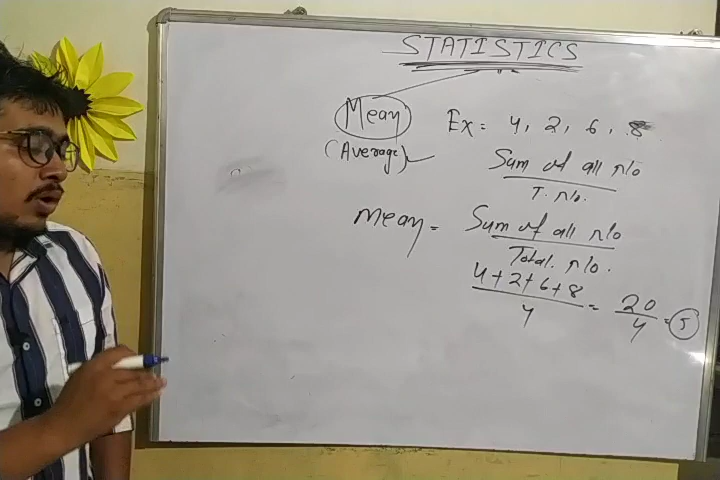 STATISTICS
Mean
Ex = 4, 2, 6, 8
(Average)
Sum of all n/o
T. n/o.
Mean = Sum of all n/o
Total. n/o.
4+2+6+8 = 20 = 5
4 4